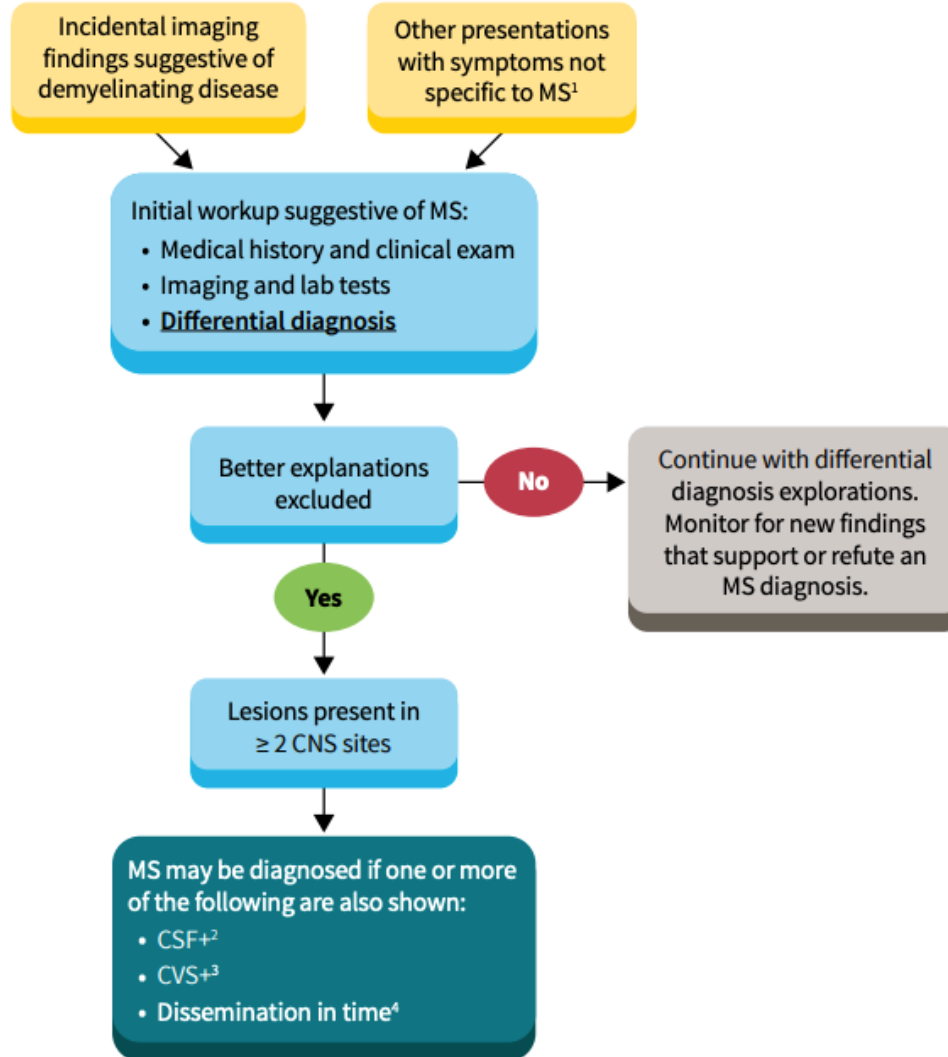 Incidental imaging
findings suggestive of
demyelinating disease
Other presentations
with symptoms not
specific to MS¹
Initial workup suggestive of MS:
• Medical history and clinical exam
• Imaging and lab tests
• Differential diagnosis
Better explanations
excluded
No
Continue with differential
diagnosis explorations.
Monitor for new findings
that support or refute an
MS diagnosis.
Yes
Lesions present in
≥ 2 CNS sites
MS may be diagnosed if one or more
of the following are also shown:
• CSF+²
• CVS+³
• Dissemination in time⁴